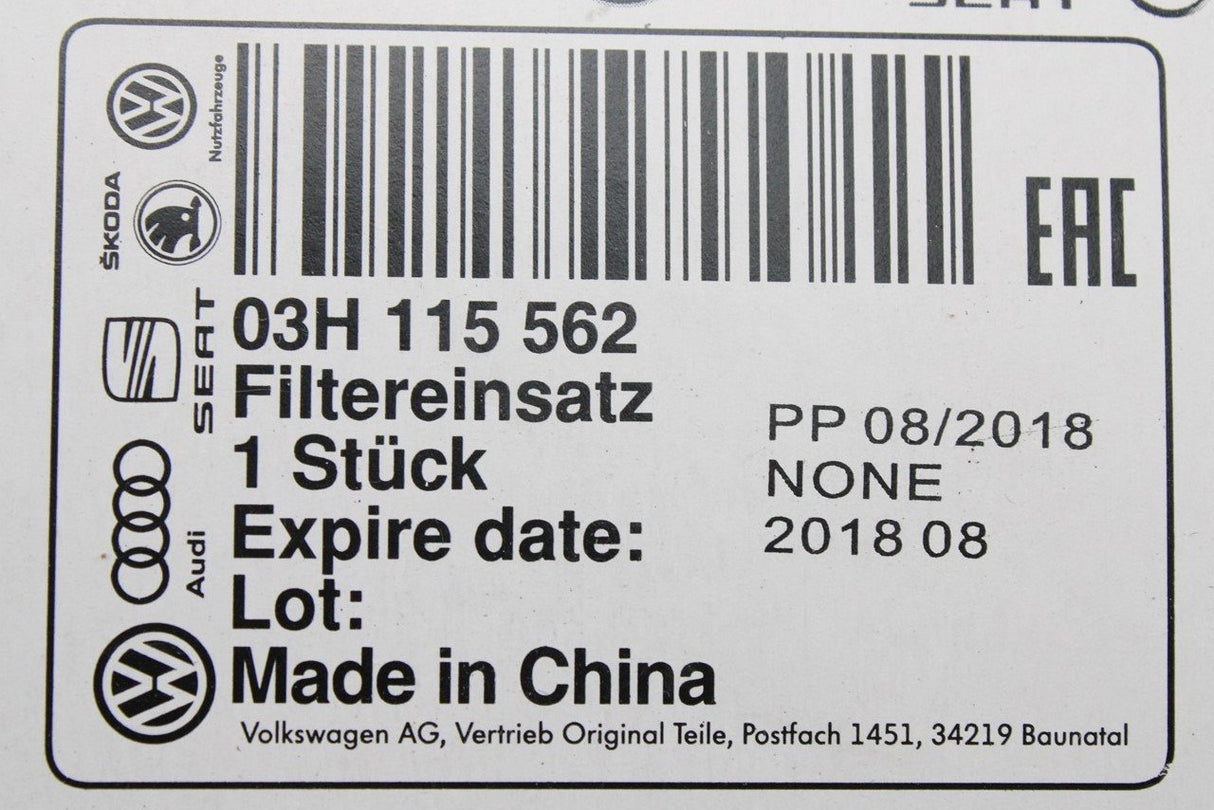 SEAT
Nutzfahrzeuge
ŠKODA
SEAT
Audi
EAC
03H 115 562
Filtereinsatz
1 Stück
PP 08/2018
Expire date:
NONE
Lot:
2018 08
Made in China
Volkswagen AG, Vertrieb Original Teile, Postfach 1451, 34219 Baunatal